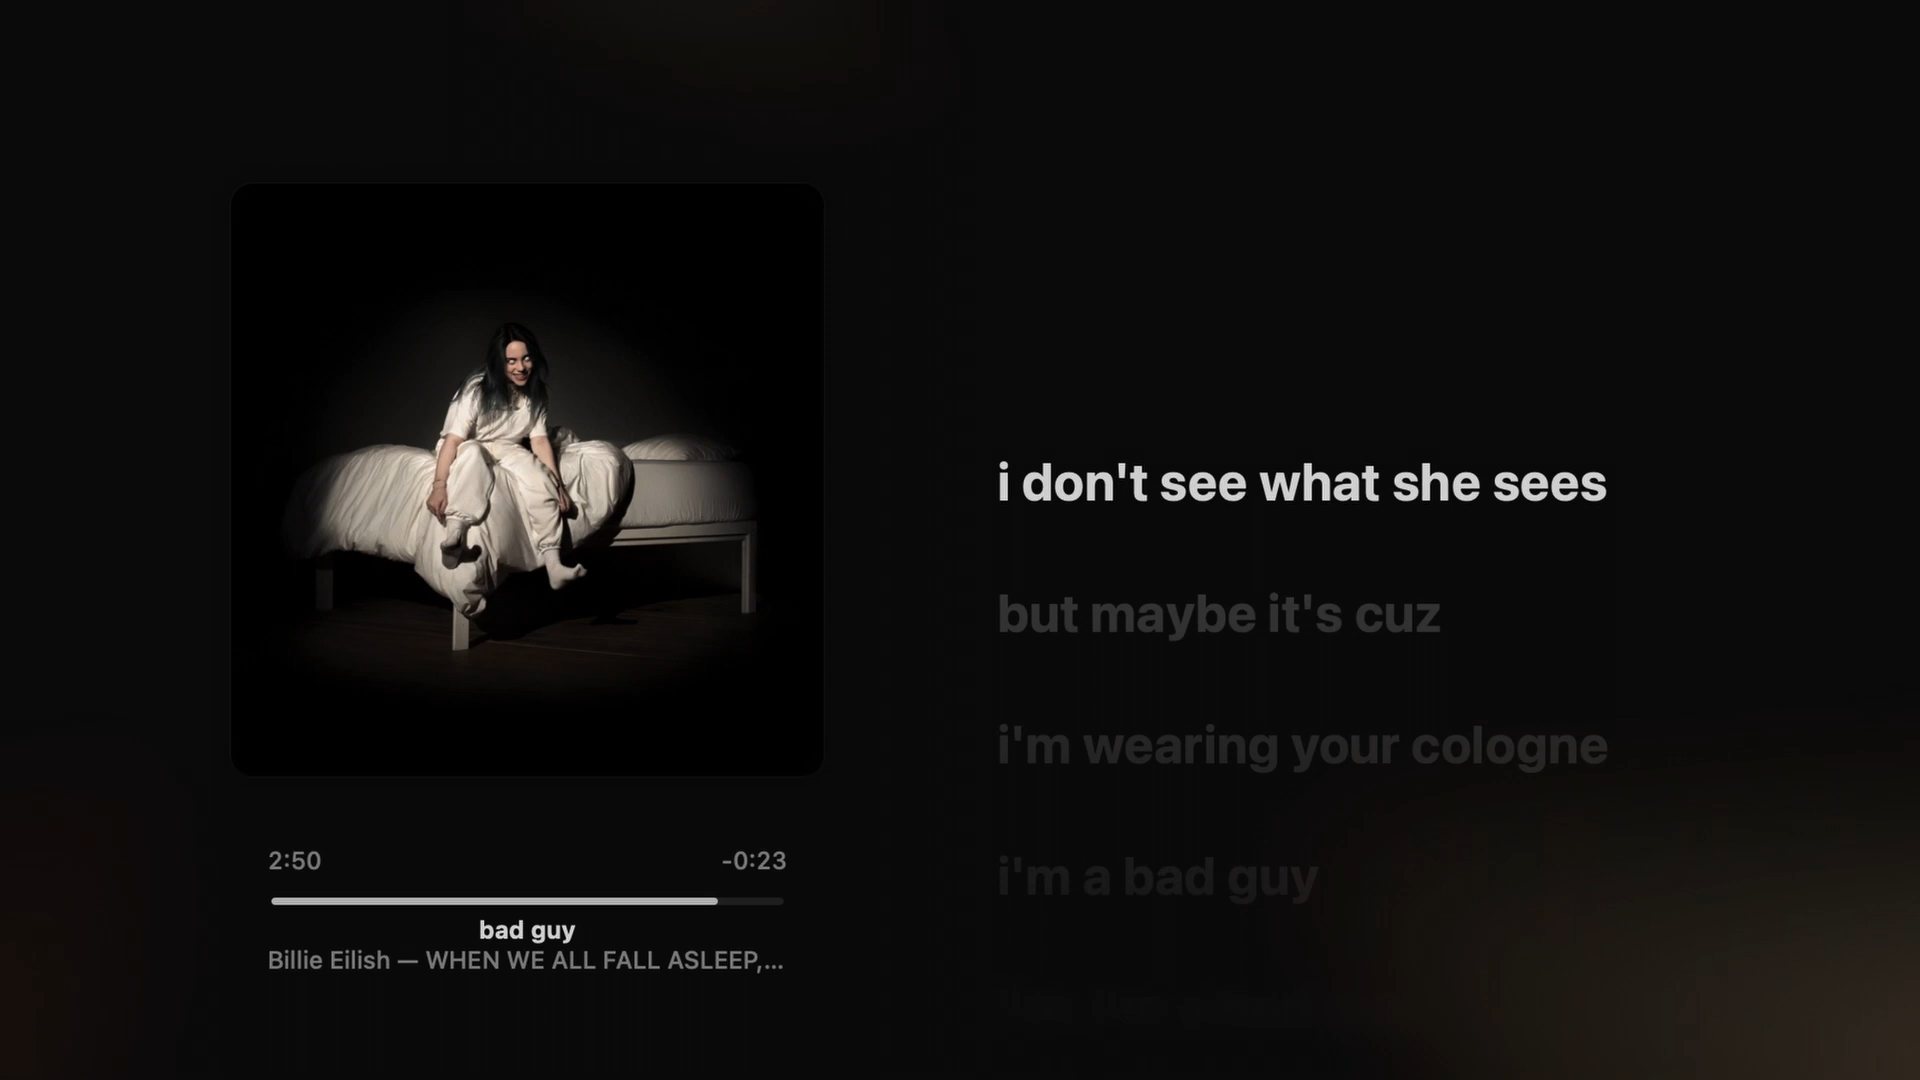 i don't see what she sees
but maybe it's cuz
i'm wearing your cologne
i'm a bad guy
2:50
-0:23
bad guy
Billie Eilish — WHEN WE ALL FALL ASLEEP,...